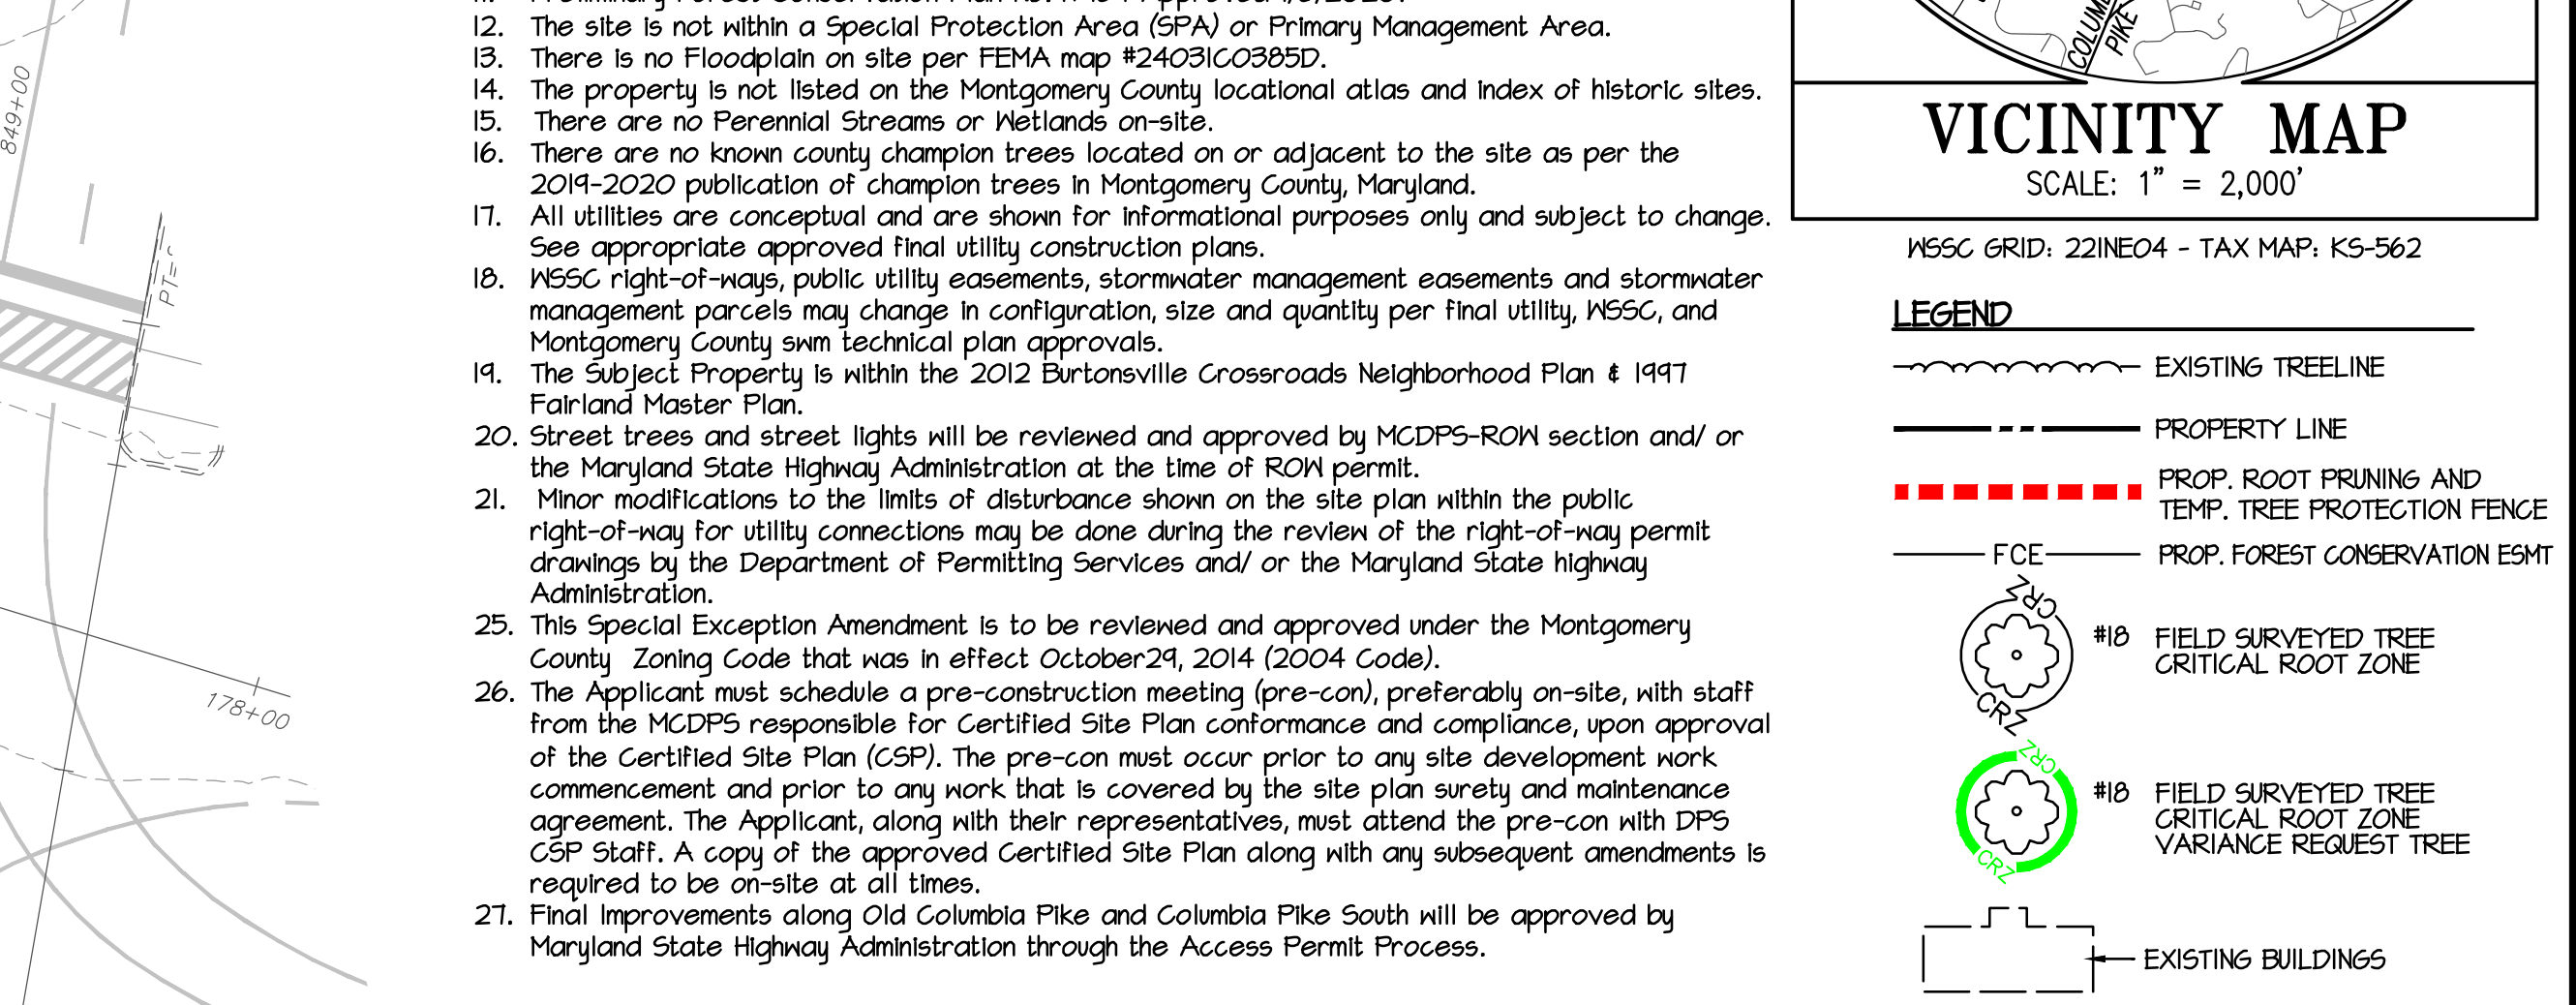 12. The site is not within a Special Protection Area (SPA) or Primary Management Area.
13. There is no Floodplain on site per FEMA map #24031C0385D.
14. The property is not listed on the Montgomery County locational atlas and index of historic sites.
15. There are no Perennial Streams or Wetlands on-site.
16. There are no known county champion trees located on or adjacent to the site as per the
2019-2020 publication of champion trees in Montgomery County, Maryland.
17. All utilities are conceptual and are shown for informational purposes only and subject to change.
See appropriate approved final utility construction plans.
18. WSSC right-of-ways, public utility easements, stormwater management easements and stormwater
management parcels may change in configuration, size and quantity per final utility, WSSC, and
Montgomery County swm technical plan approvals.
19. The Subject Property is within the 2012 Burtonsville Crossroads Neighborhood Plan & 1997
Fairland Master Plan.
20. Street trees and street lights will be reviewed and approved by MCDPS-ROW section and/ or
the Maryland State Highway Administration at the time of ROW permit.
21. Minor modifications to the limits of disturbance shown on the site plan within the public
right-of-way for utility connections may be done during the review of the right-of-way permit
drawings by the Department of Permitting Services and/ or the Maryland State highway
Administration.
25. This Special Exception Amendment is to be reviewed and approved under the Montgomery
County Zoning Code that was in effect October29, 2014 (2004 Code).
26. The Applicant must schedule a pre-construction meeting (pre-con), preferably on-site, with staff
from the MCDPS responsible for Certified Site Plan conformance and compliance, upon approval
of the Certified Site Plan (CSP). The pre-con must occur prior to any site development work
commencement and prior to any work that is covered by the site plan surety and maintenance
agreement. The Applicant, along with their representatives, must attend the pre-con with DPS
CSP Staff. A copy of the approved Certified Site Plan along with any subsequent amendments is
required to be on-site at all times.
27. Final Improvements along Old Columbia Pike and Columbia Pike South will be approved by
Maryland State Highway Administration through the Access Permit Process.
849+00
PT=
178+00
PIKE
VICINITY MAP
SCALE: 1" = 2,000'
WSSC GRID: 221NE04 - TAX MAP: KS-562
LEGEND
EXISTING TREELINE
PROPERTY LINE
PROP. ROOT PRUNING AND
TEMP. TREE PROTECTION FENCE
FCE PROP. FOREST CONSERVATION ESMT
CRZ
#18 FIELD SURVEYED TREE
CRITICAL ROOT ZONE
CRZ
CRZ
#18 FIELD SURVEYED TREE
CRITICAL ROOT ZONE
VARIANCE REQUEST TREE
CRZ
EXISTING BUILDINGS